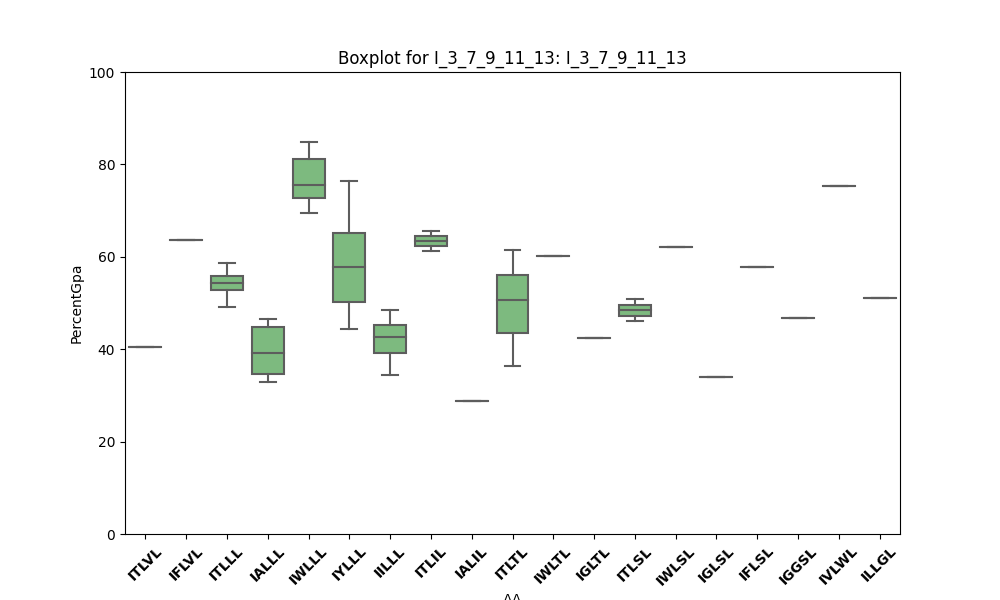 Boxplot for I_3_7_9_11_13: I_3_7_9_11_13
PercentGpa
100
80
60
40
20
0
ITLVL
IFLVL
ITLLL
IALLL
IWLLL
IYLLL
IILLL
ITLIL
IALIL
ITLTL
IWLTL
IGLTL
ITLSL
IWLSL
IGLSL
IFLSL
IGGSL
IVLWL
ILLGL
AA